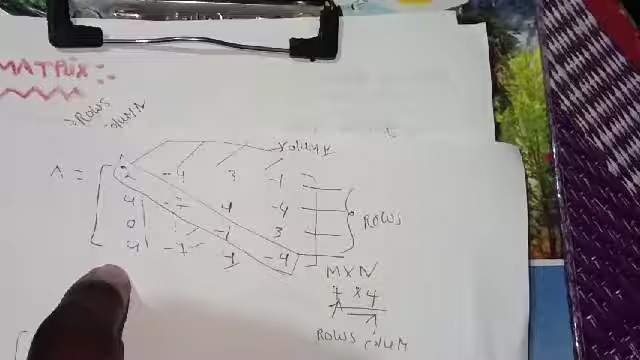 MATRIX:-
ROWS
COLUMN
A = 2 -4 3 -1
4 -7 4 -4
0 -1 3
4 -1 1 -4
ROWS
M X N
4 x 4
ROWS COLUM